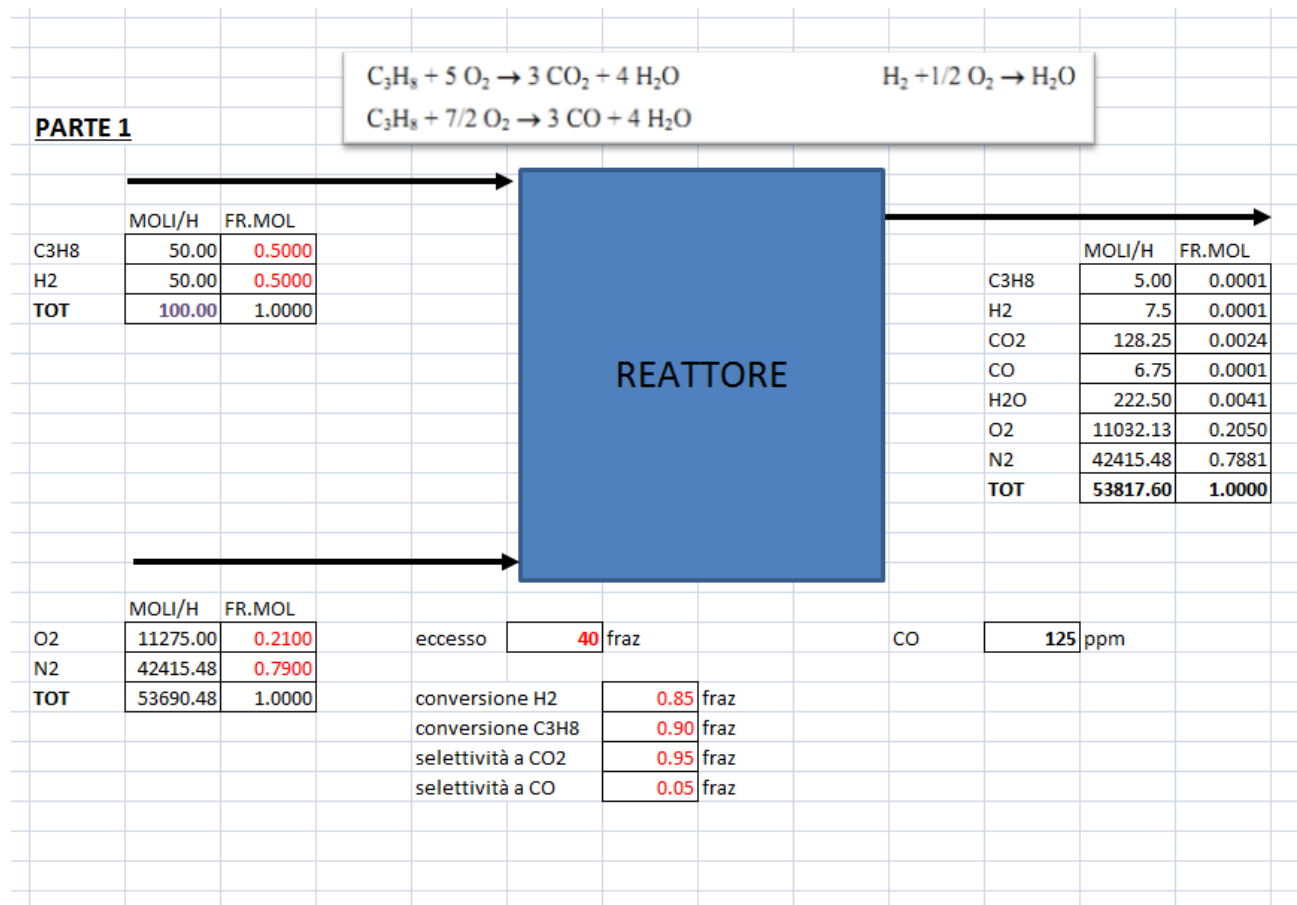 C₃H₈ + 5 O₂ → 3 CO₂ + 4 H₂O H₂ +1/2 O₂ → H₂O
C₃H₈ + 7/2 O₂ → 3 CO + 4 H₂O
PARTE 1
MOLI/H FR.MOL
C3H8 50.00 0.5000
H2 50.00 0.5000
TOT 100.00 1.0000
REATTORE
MOLI/H FR.MOL
C3H8 5.00 0.0001
H2 7.5 0.0001
CO2 128.25 0.0024
CO 6.75 0.0001
H2O 222.50 0.0041
O2 11032.13 0.2050
N2 42415.48 0.7881
TOT 53817.60 1.0000
MOLI/H FR.MOL
O2 11275.00 0.2100
N2 42415.48 0.7900
TOT 53690.48 1.0000
eccesso 40 fraz
CO 125 ppm
conversione H2 0.85 fraz
conversione C3H8 0.90 fraz
selettività a CO2 0.95 fraz
selettività a CO 0.05 fraz